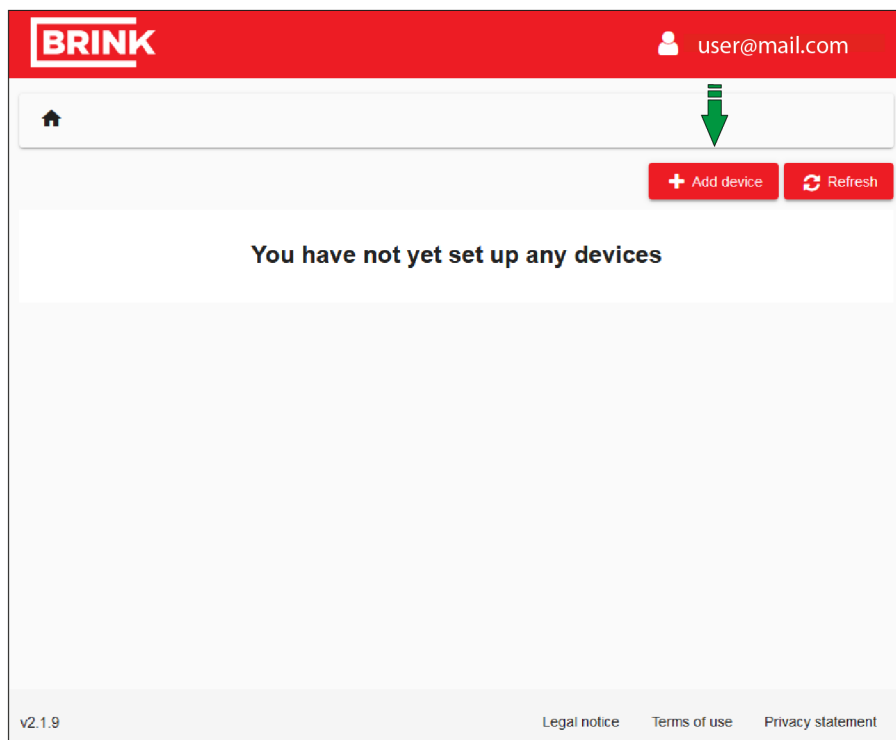 BRINK
user@mail.com
Add device
Refresh
You have not yet set up any devices
v2.1.9
Legal notice
Terms of use
Privacy statement